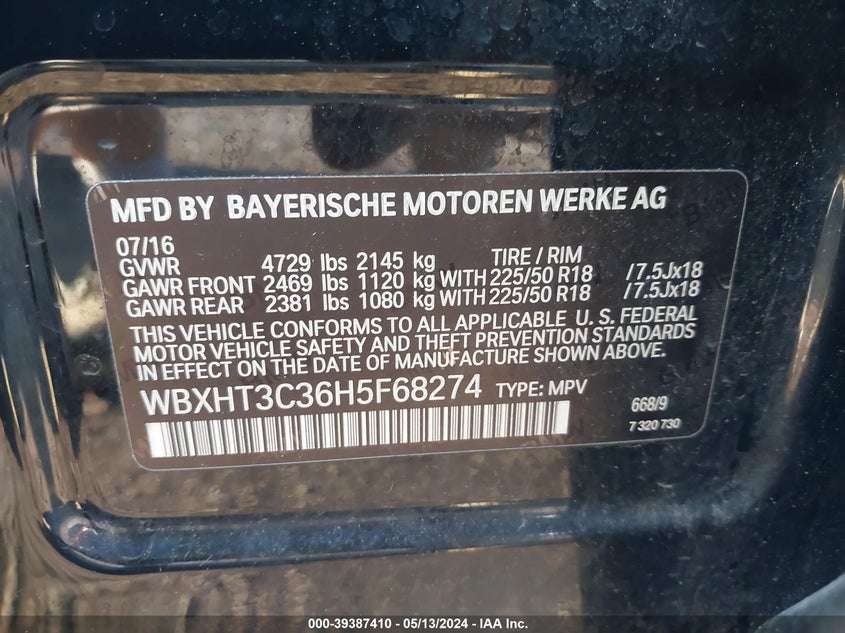 MFD BY BAYERISCHE MOTOREN WERKE AG
07/16
GVWR 4729 lbs 2145 kg TIRE / RIM
GAWR FRONT 2469 lbs 1120 kg WITH 225/50 R18 /7.5Jx18
GAWR REAR 2381 lbs 1080 kg WITH 225/50 R18 /7.5Jx18
THIS VEHICLE CONFORMS TO ALL APPLICABLE U. S. FEDERAL
MOTOR VEHICLE SAFETY AND THEFT PREVENTION STANDARDS
IN EFFECT ON THE DATE OF MANUFACTURE SHOWN ABOVE.
WBXHT3C36H5F68274 TYPE: MPV
668/9
7 320 730
000-39387410 - 05/13/2024 - IAA Inc.